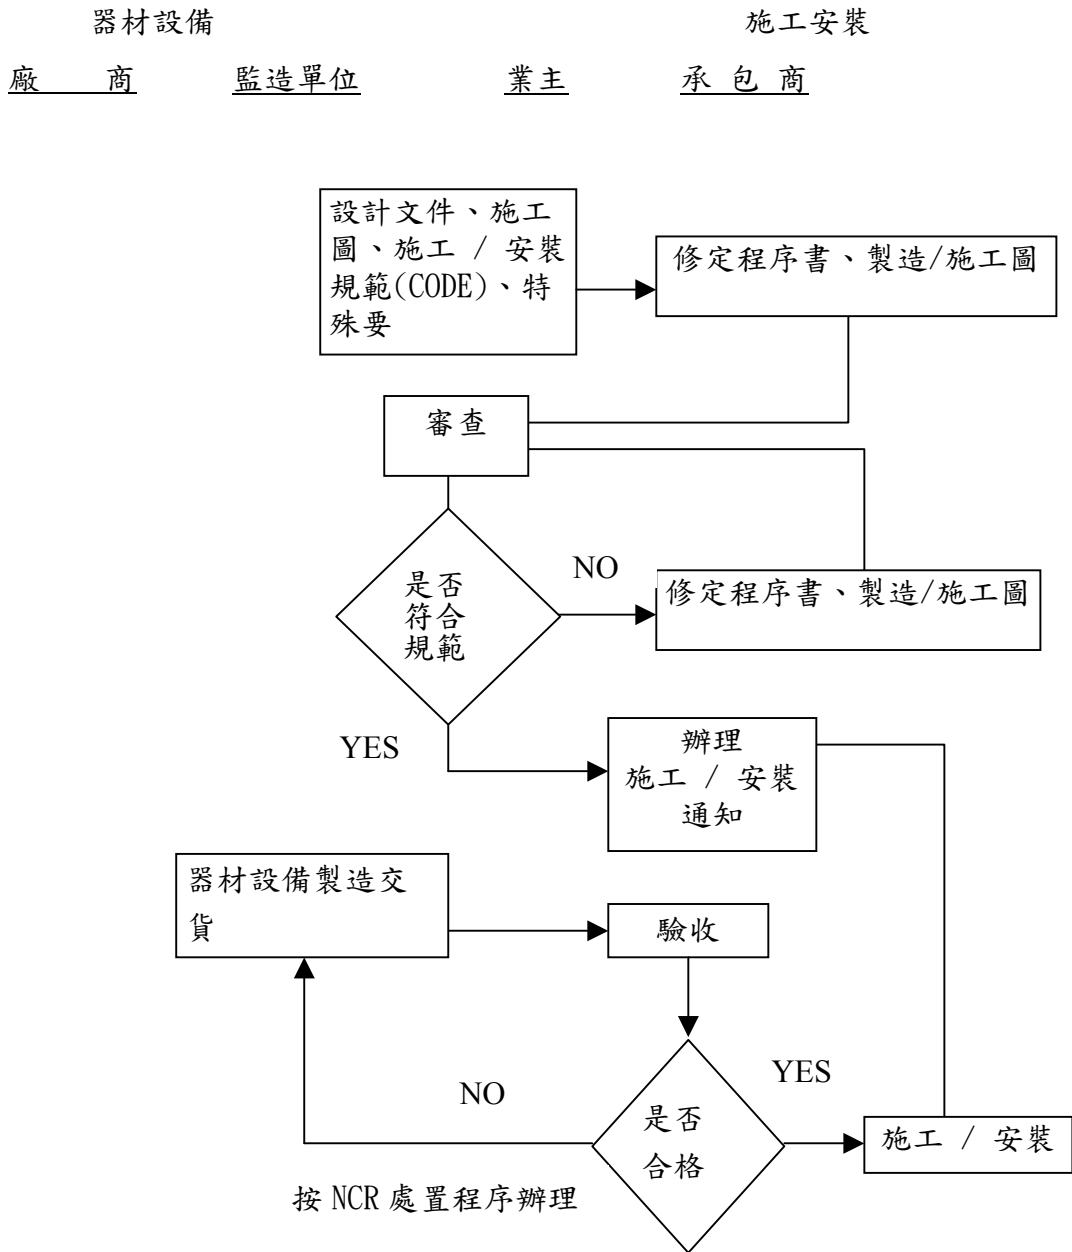 器材設備 施工安裝
廠 商 監造單位 業主 承 包 商
設計文件、施工
圖、施工 / 安裝
規範(CODE)、特
殊要
修定程序書、製造/施工圖
審查
是否
符合
規範
NO
修定程序書、製造/施工圖
YES
辦理
施工 / 安裝
通知
器材設備製造交
貨
驗收
是否
合格
NO
YES
施工 / 安裝
按 NCR 處置程序辦理